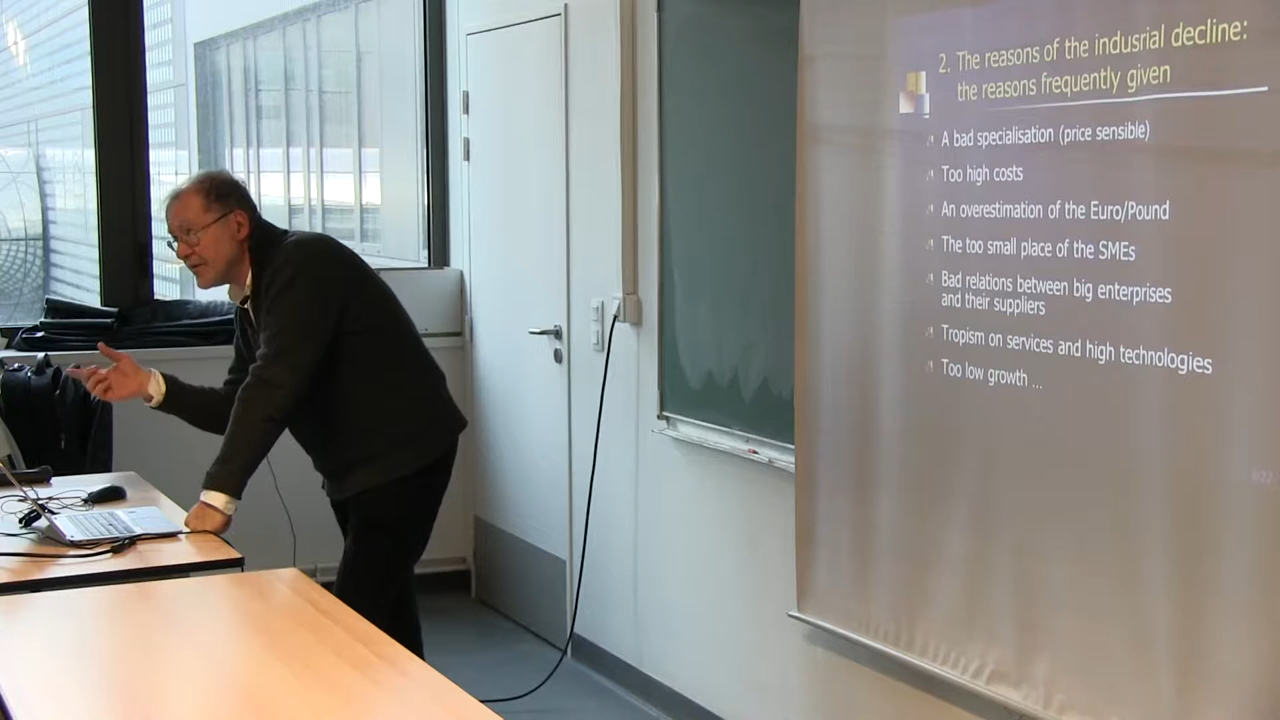 2. The reasons of the indusrial decline:
the reasons frequently given
A bad specialisation (price sensible)
Too high costs
An overestimation of the Euro/Pound
The too small place of the SMEs
Bad relations between big enterprises
and their suppliers
Tropism on services and high technologies
Too low growth ...